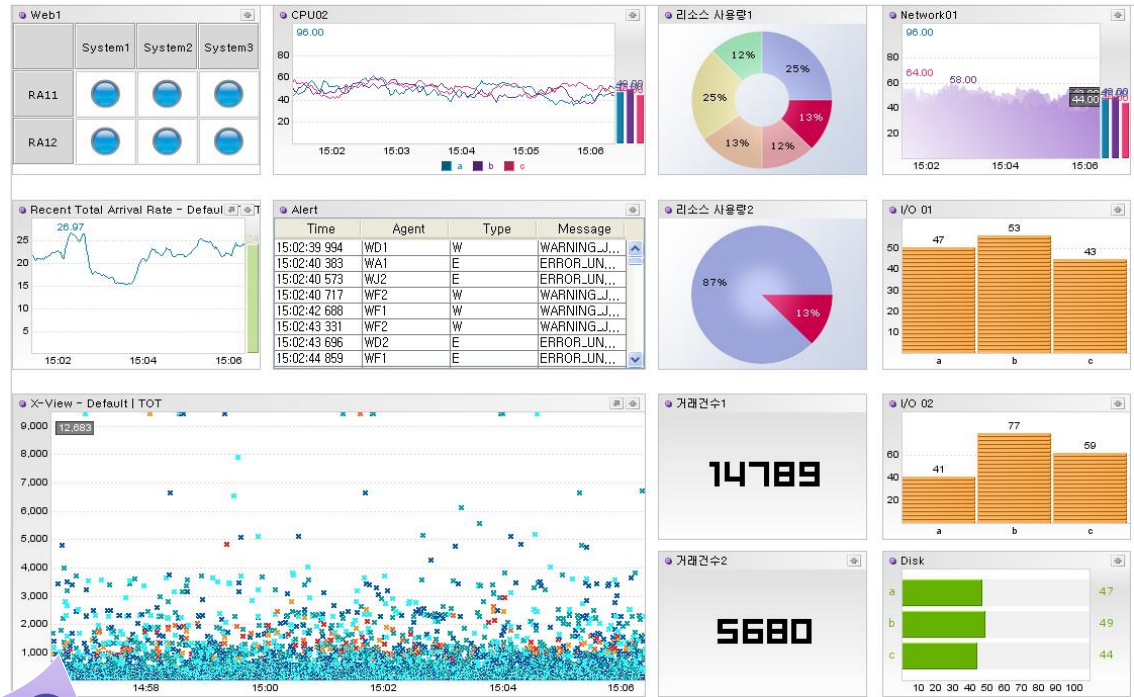 Web1
System1 System2 System3
RA11
RA12
CPU02
96.00
80
60
40
20
15:02 15:03 15:04 15:05 15:06
a b c
리소스 사용량1
12% 25%
25% 13%
13% 12%
Network01
96.00
80
64.00
60
58.00
44.00
40
20
15:02 15:04 15:06
Recent Total Arrival Rate - Defaul
26.97
25
20
15
10
5
15:02 15:04 15:06
Alert
Time Agent Type Message
15:02:39 994 WD1 W WARNING_J...
15:02:40 383 WA1 E ERROR_UN...
15:02:40 573 WJ2 E ERROR_UN...
15:02:40 717 WF2 W WARNING_J...
15:02:42 688 WF1 W WARNING_J...
15:02:43 331 WF2 W WARNING_J...
15:02:43 696 WD2 E ERROR_UN...
15:02:44 859 WF1 E ERROR_UN...
리소스 사용량2
87%
13%
I/O 01
50
40
30
20
10
47 53 43
a b c
X-View - Default | TOT
12,683
9,000
8,000
7,000
6,000
5,000
4,000
3,000
2,000
1,000
14:58 15:00 15:02 15:04 15:06
거래건수1
14789
I/O 02
60
40
20
41 77 59
a b c
거래건수2
5680
Disk
a 47
b 49
c 44
10 20 30 40 50 60 70 80 90 100